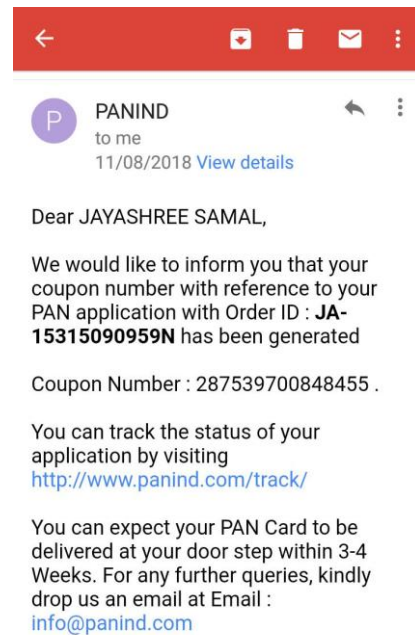 P
PANIND
to me
11/08/2018 View details
Dear JAYASHREE SAMAL,
We would like to inform you that your
coupon number with reference to your
PAN application with Order ID : JA-
15315090959N has been generated
Coupon Number : 287539700848455 .
You can track the status of your
application by visiting
http://www.panind.com/track/
You can expect your PAN Card to be
delivered at your door step within 3-4
Weeks. For any further queries, kindly
drop us an email at Email :
info@panind.com